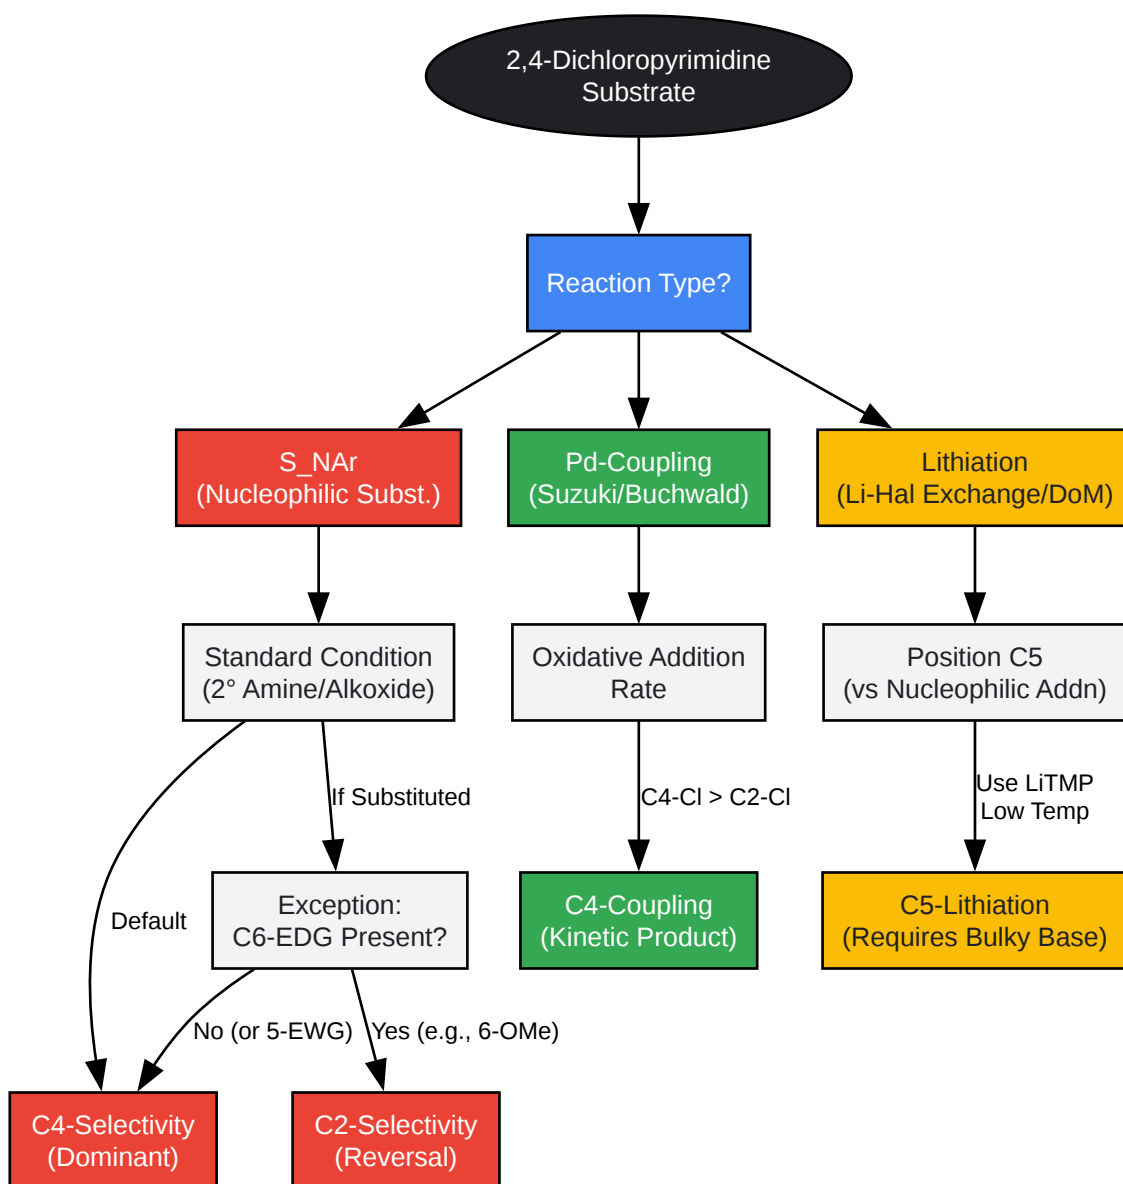 2,4-Dichloropyrimidine
Substrate
Reaction Type?
S_NAr
(Nucleophilic Subst.)
Pd-Coupling
(Suzuki/Buchwald)
Lithiation
(Li-Hal Exchange/DoM)
Standard Condition
(2° Amine/Alkoxide)
Oxidative Addition
Rate
Position C5
(vs Nucleophilic Addn)
If Substituted
C4-Cl > C2-Cl
Use LiTMP
Low Temp
Default
Exception:
C6-EDG Present?
C4-Coupling
(Kinetic Product)
C5-Lithiation
(Requires Bulky Base)
No (or 5-EWG)
Yes (e.g., 6-OMe)
C4-Selectivity
(Dominant)
C2-Selectivity
(Reversal)